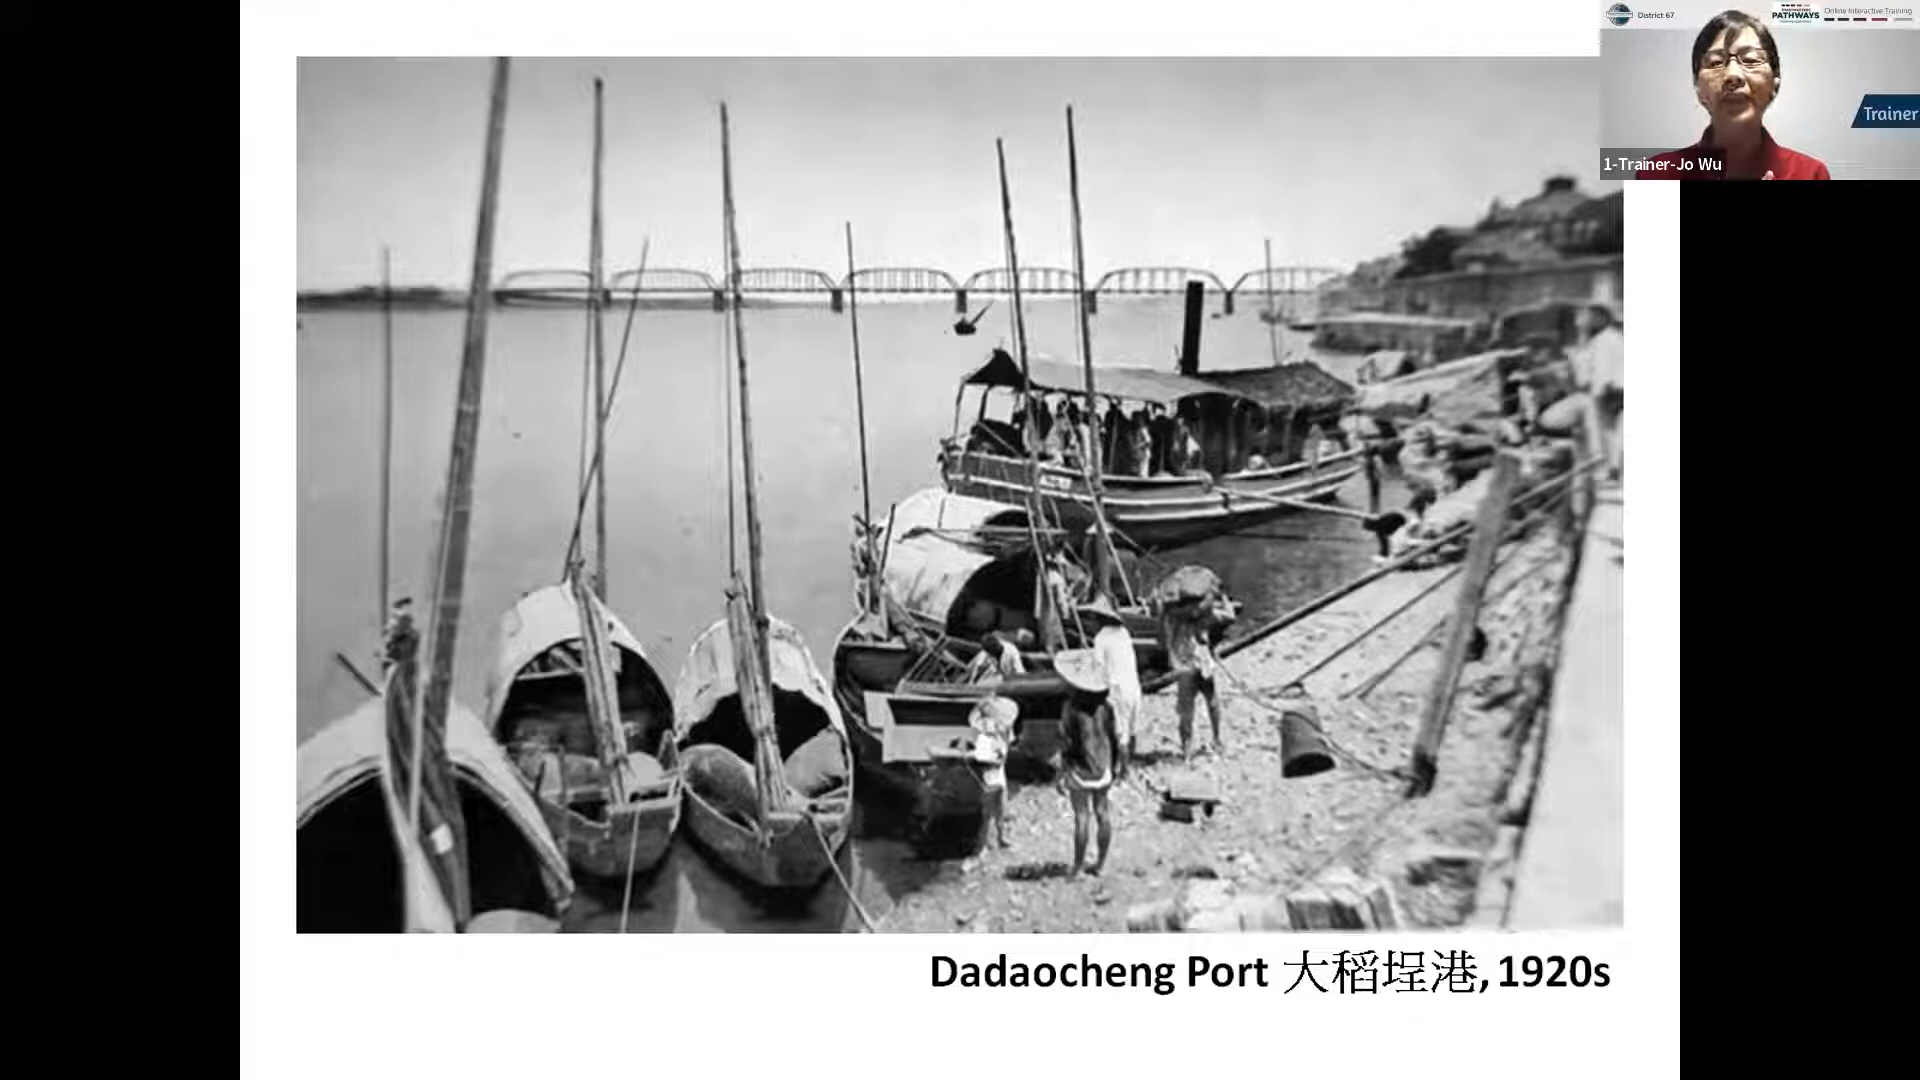 District 67
PATHWAYS
Online Interactive Training
Trainer
1-Trainer-Jo Wu
Dadaocheng Port 大稻埕港, 1920s